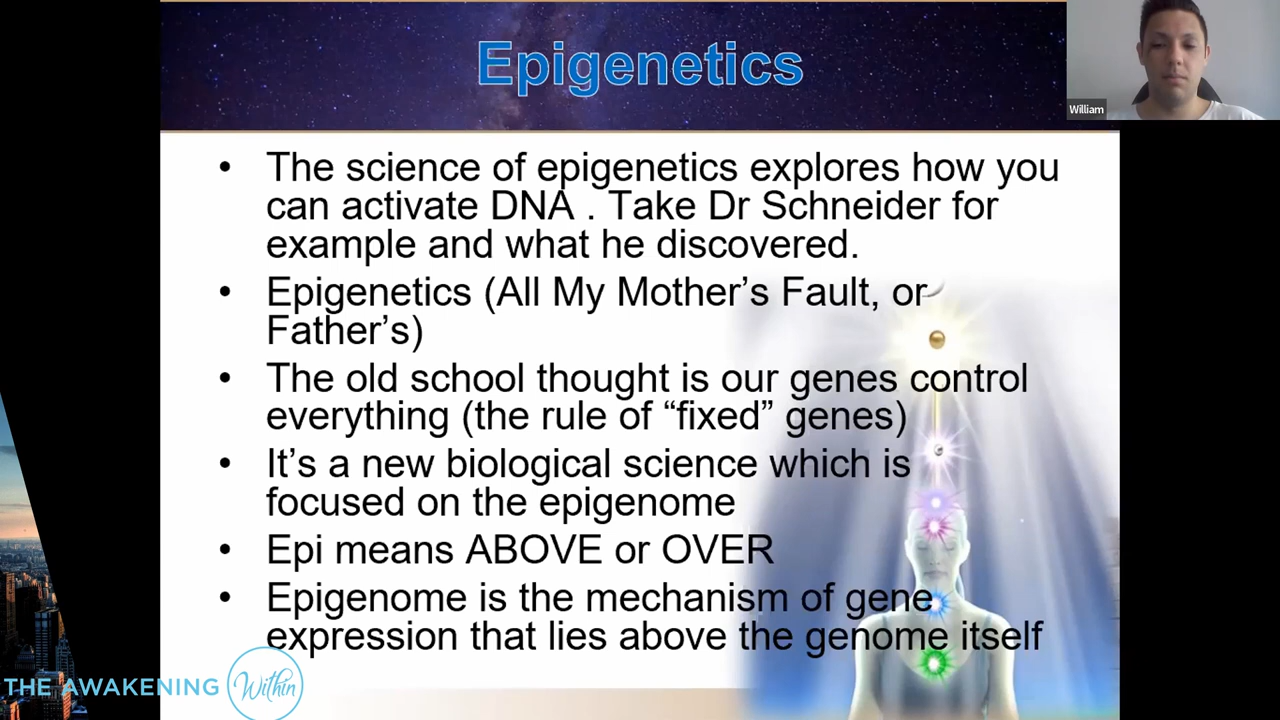 Epigenetics
William
• The science of epigenetics explores how you
can activate DNA . Take Dr Schneider for
example and what he discovered.
• Epigenetics (All My Mother’s Fault, or
Father’s)
• The old school thought is our genes control
everything (the rule of “fixed” genes)
• It’s a new biological science which is
focused on the epigenome
• Epi means ABOVE or OVER
• Epigenome is the mechanism of gene
expression that lies above the genome itself
THE AWAKENING Within